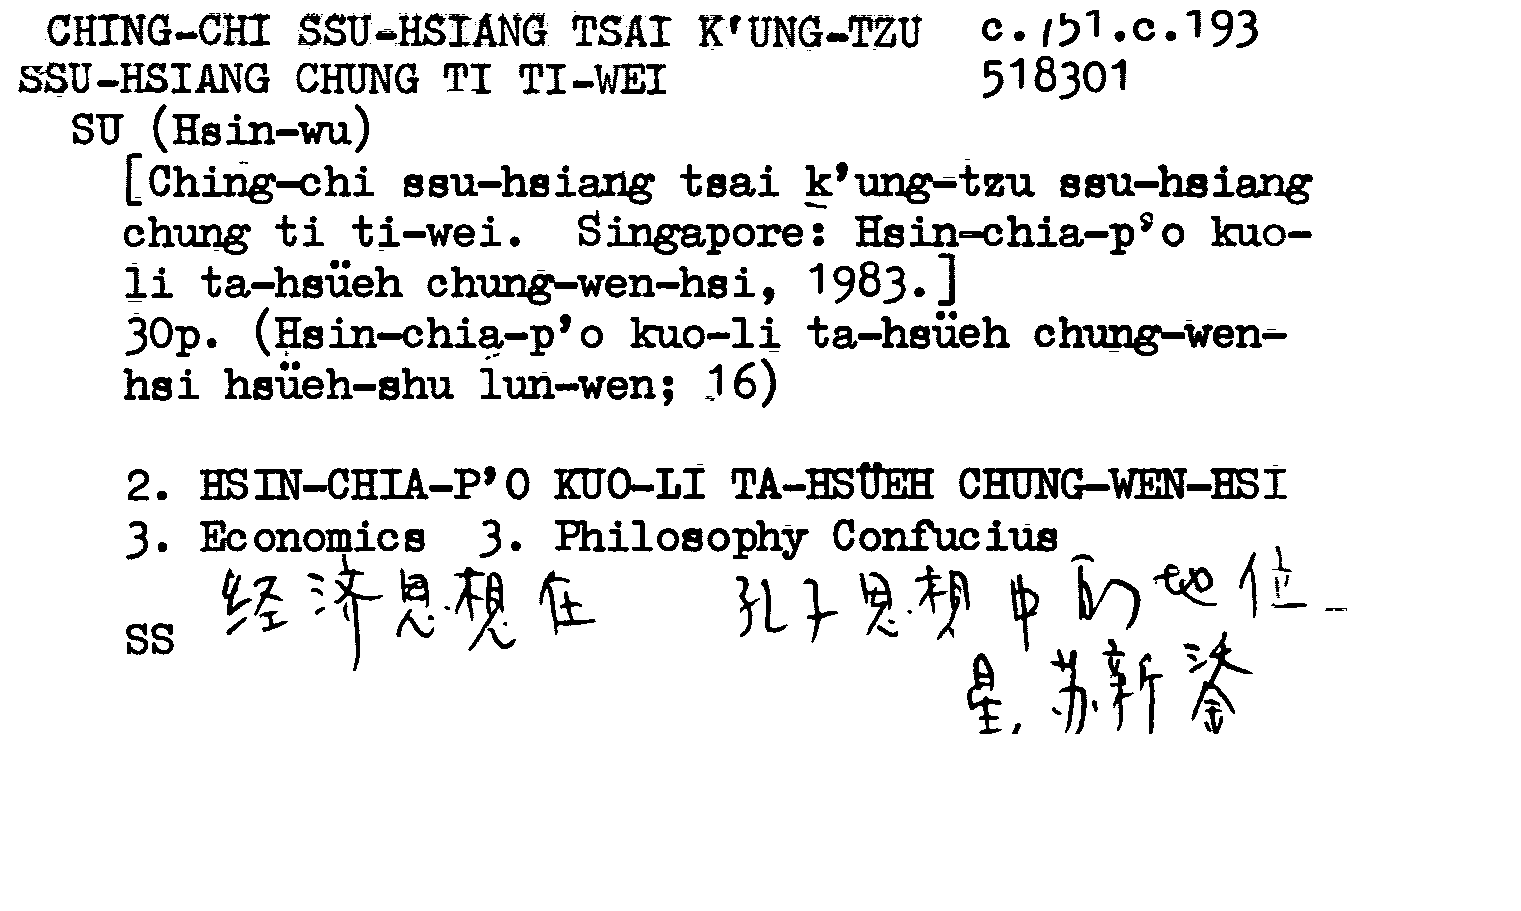 CHING-CHI SSU-HSIANG TSAI K'UNG-TZU c.151.c.193
SSU-HSIANG CHUNG TI TI-WEI 518301
SU (Hsin-wu)
[Ching-chi ssu-hsiang tsai k'ung-tzu ssu-hsiang
chung ti ti-wei. Singapore: Hsin-chia-p'o kuo-
li ta-hsüeh chung-wen-hsi, 1983.]
30p. (Hsin-chia-p'o kuo-li ta-hsüeh chung-wen-
hsi hsüeh-shu lun-wen; 16)
2. HSIN-CHIA-P'O KUO-LI TA-HSÜEH CHUNG-WEN-HSI
3. Economics 3. Philosophy Confucius
经济思想在 孔子思想中的地位
SS
星, 苏新鋈